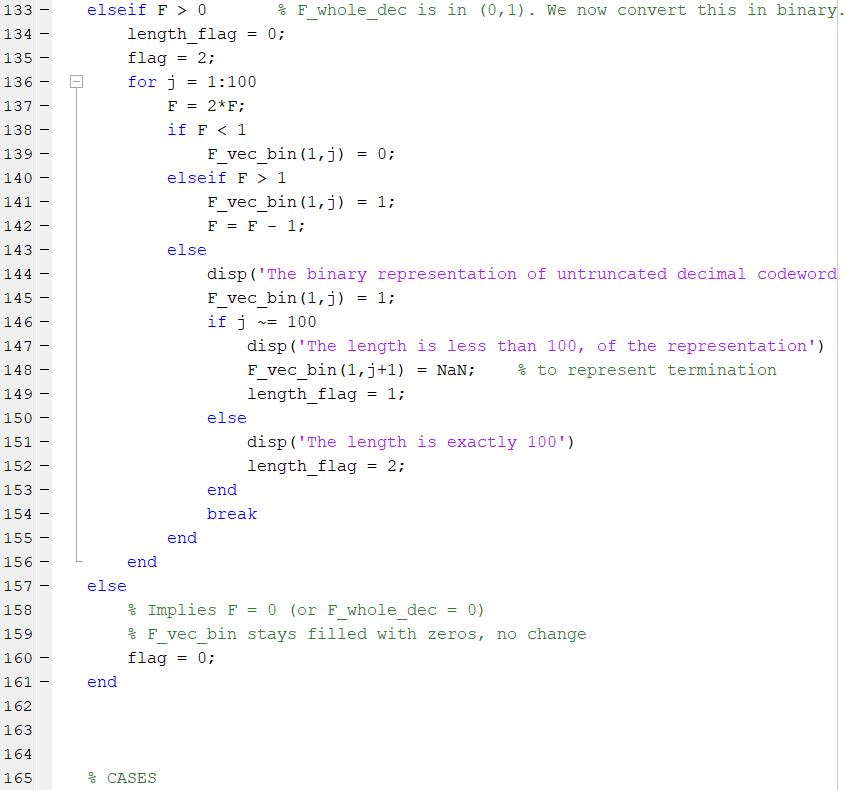 133 – elseif F > 0       % F_whole_dec is in (0,1). We now convert this in binary.
134 –     length_flag = 0;
135 –     flag = 2;
136 –     for j = 1:100
137 –         F = 2*F;
138 –         if F < 1
139 –             F_vec_bin(1,j) = 0;
140 –         elseif F > 1
141 –             F_vec_bin(1,j) = 1;
142 –             F = F - 1;
143 –         else
144 –             disp('The binary representation of untruncated decimal codeword
145 –             F_vec_bin(1,j) = 1;
146 –             if j ~= 100
147 –                 disp('The length is less than 100, of the representation')
148 –                 F_vec_bin(1,j+1) = NaN;    % to represent termination
149 –                 length_flag = 1;
150 –             else
151 –                 disp('The length is exactly 100')
152 –                 length_flag = 2;
153 –             end
154 –             break
155 –         end
156 –     end
157 – else
158     % Implies F = 0 (or F_whole_dec = 0)
159     % F_vec_bin stays filled with zeros, no change
160 –     flag = 0;
161 – end
162
163
164
165 % CASES